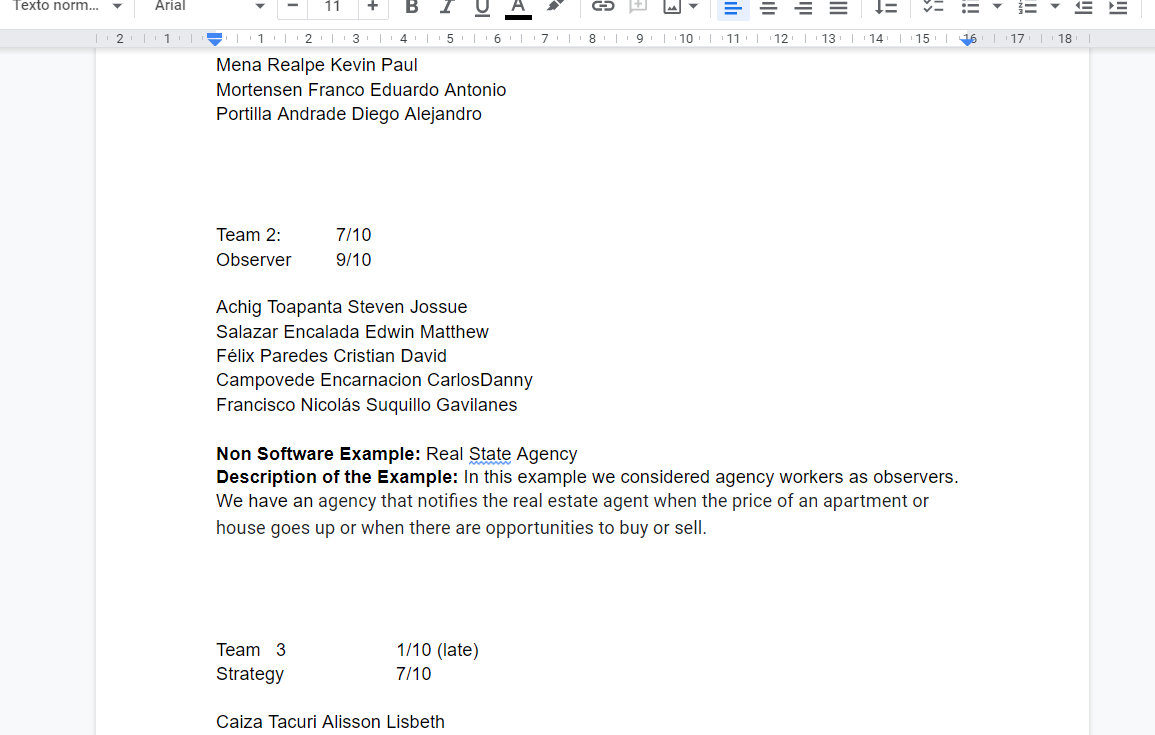 Texto norm... Arial − 11 + B I U A
2 1 1 2 3 4 5 6 7 8 9 10 11 12 13 14 15 16 17 18
Mena Realpe Kevin Paul
Mortensen Franco Eduardo Antonio
Portilla Andrade Diego Alejandro
Team 2: 7/10
Observer 9/10
Achig Toapanta Steven Jossue
Salazar Encalada Edwin Matthew
Félix Paredes Cristian David
Campovede Encarnacion CarlosDanny
Francisco Nicolás Suquillo Gavilanes
Non Software Example: Real State Agency
Description of the Example: In this example we considered agency workers as observers.
We have an agency that notifies the real estate agent when the price of an apartment or
house goes up or when there are opportunities to buy or sell.
Team 3 1/10 (late)
Strategy 7/10
Caiza Tacuri Alisson Lisbeth